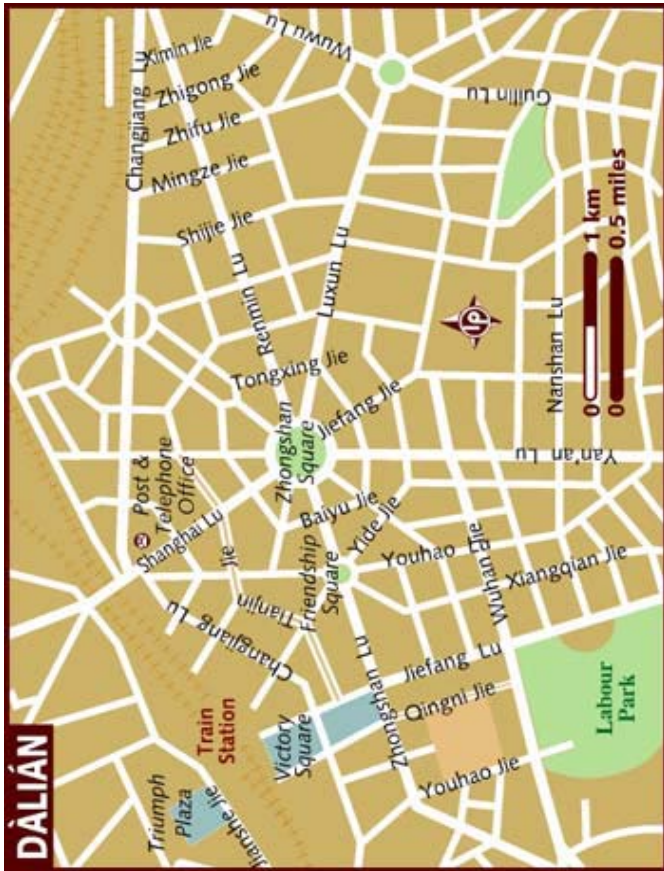 DÀLIÁN
Triumph
Plaza
Jianshe Jie
Train
Station
Victory
Square
Changjiang Lu
Tianjin Jie
Shanghai Lu
Post &
Telephone
Office
Changjiang Lu
Ximin Jie
Zhigong Jie
Zhifu Jie
Mingze Jie
Shijie Jie
Wuwu Lu
Guilin Lu
Renmin Lu
Luxun Lu
Tongxing Jie
Zhongshan
Square
Jiefang Jie
Friendship
Square
Baiyu Jie
Yide Jie
Youhao
Zhongshan Lu
Jiefang Lu
Qingni Jie
Youhao Jie
Wuhan Jie
Xiangqian Jie
Labour
Park
Yan'an Lu
Nanshan Lu
0 1 km
0 0.5 miles
lp